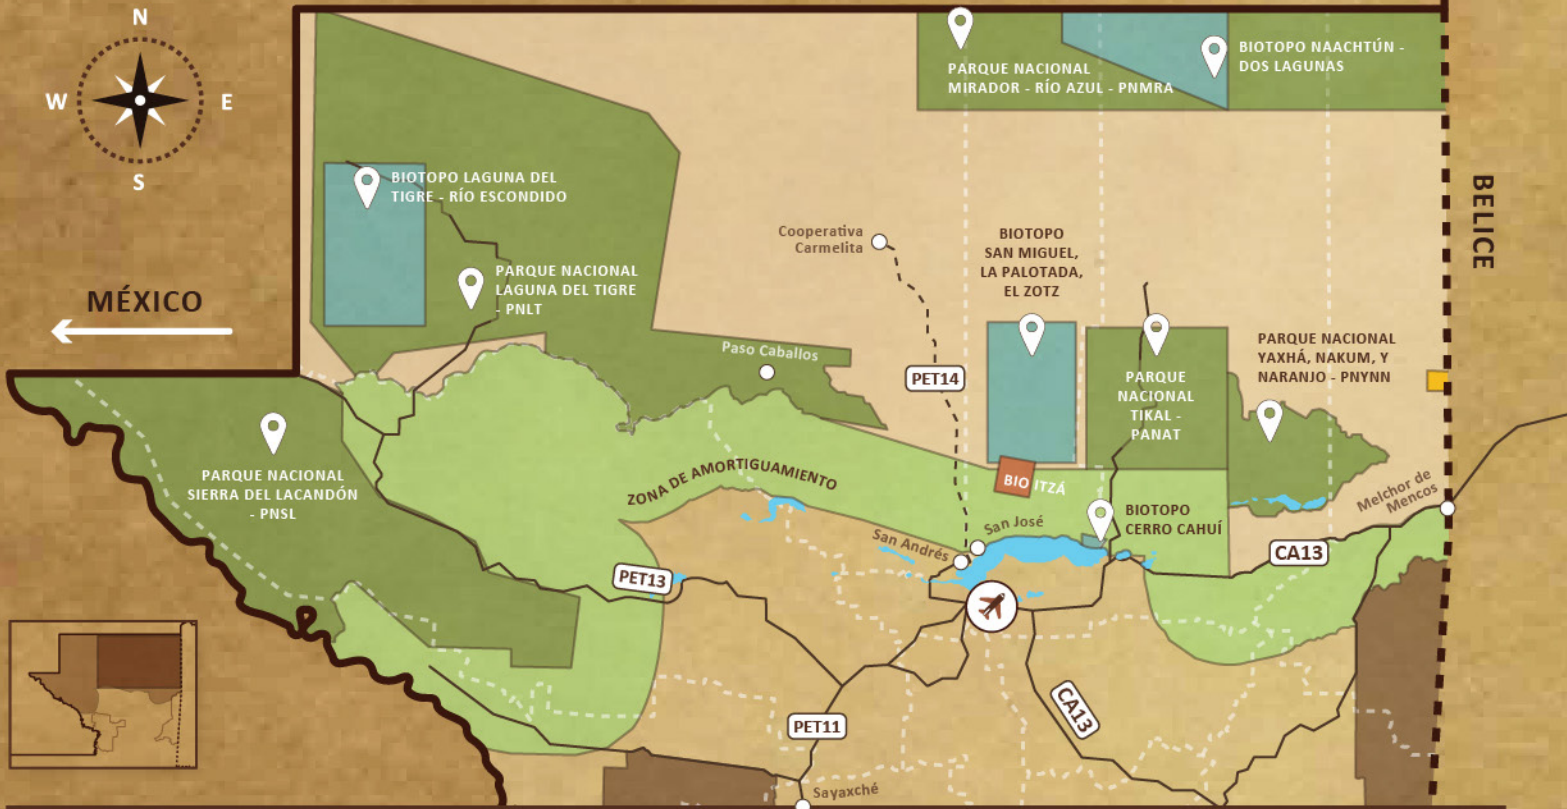 N
W
E
S
MÉXICO
BELICE
PARQUE NACIONAL
MIRADOR - RÍO AZUL - PNMRA
BIOTOPO NAACHTÚN -
DOS LAGUNAS
BIOTOPO LAGUNA DEL
TIGRE - RÍO ESCONDIDO
PARQUE NACIONAL
LAGUNA DEL TIGRE
- PNLT
Cooperativa
Carmelita
BIOTOPO
SAN MIGUEL,
LA PALOTADA,
EL ZOTZ
Paso Caballos
PET14
PARQUE
NACIONAL
TIKAL -
PANAT
PARQUE NACIONAL
YAXHÁ, NAKUM, Y
NARANJO - PNYNN
PARQUE NACIONAL
SIERRA DEL LACANDÓN
- PNSL
ZONA DE AMORTIGUAMIENTO
BIO ITZÁ
Melchor de
Mencos
BIOTOPO
CERRO CAHUÍ
San José
San Andrés
CA13
PET13
CA13
PET11
Sayaxché